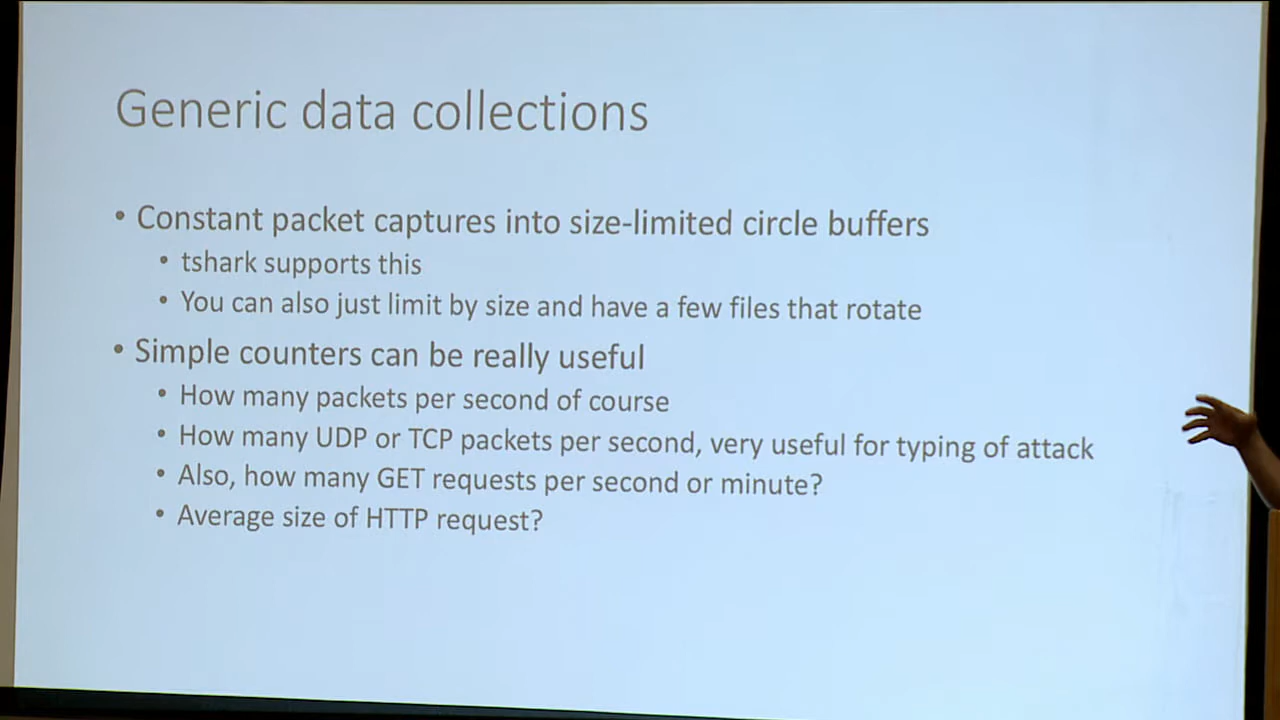 Generic data collections
• Constant packet captures into size-limited circle buffers
• tshark supports this
• You can also just limit by size and have a few files that rotate
• Simple counters can be really useful
• How many packets per second of course
• How many UDP or TCP packets per second, very useful for typing of attack
• Also, how many GET requests per second or minute?
• Average size of HTTP request?